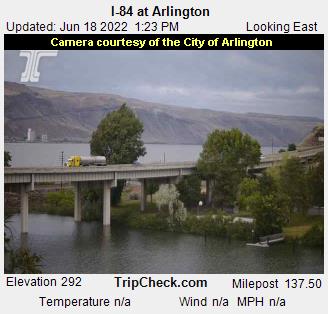 I-84 at Arlington
Updated: Jun 18 2022 1:23 PM Looking East
Camera courtesy of the City of Arlington
Elevation 292 TripCheck.com Milepost 137.50
Temperature n/a Wind n/a MPH n/a